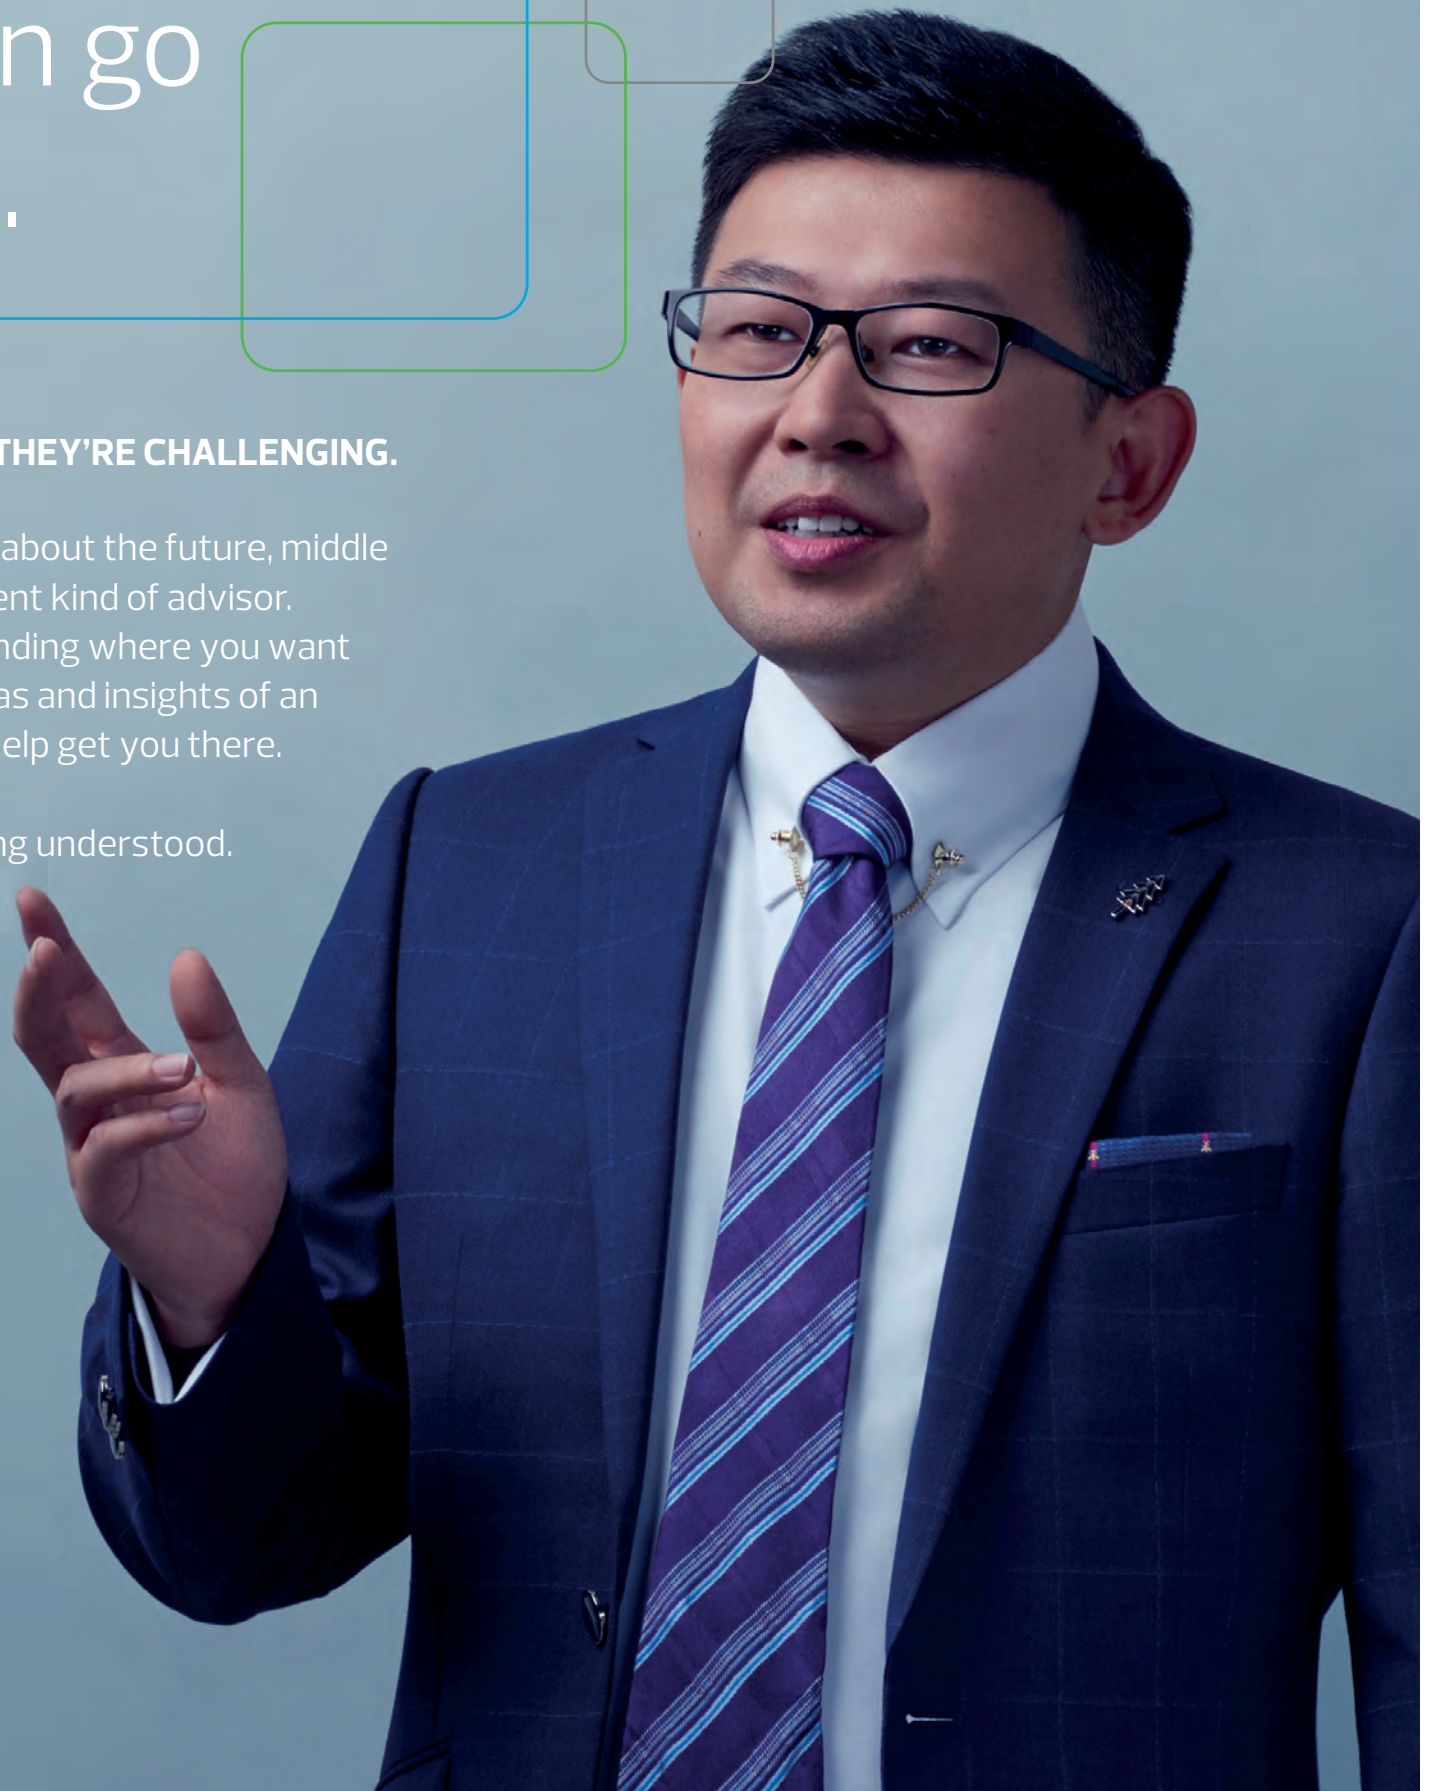 n go
.
THEY’RE CHALLENGING.
about the future, middle
ent kind of advisor.
nding where you want
as and insights of an
elp get you there.
ng understood.